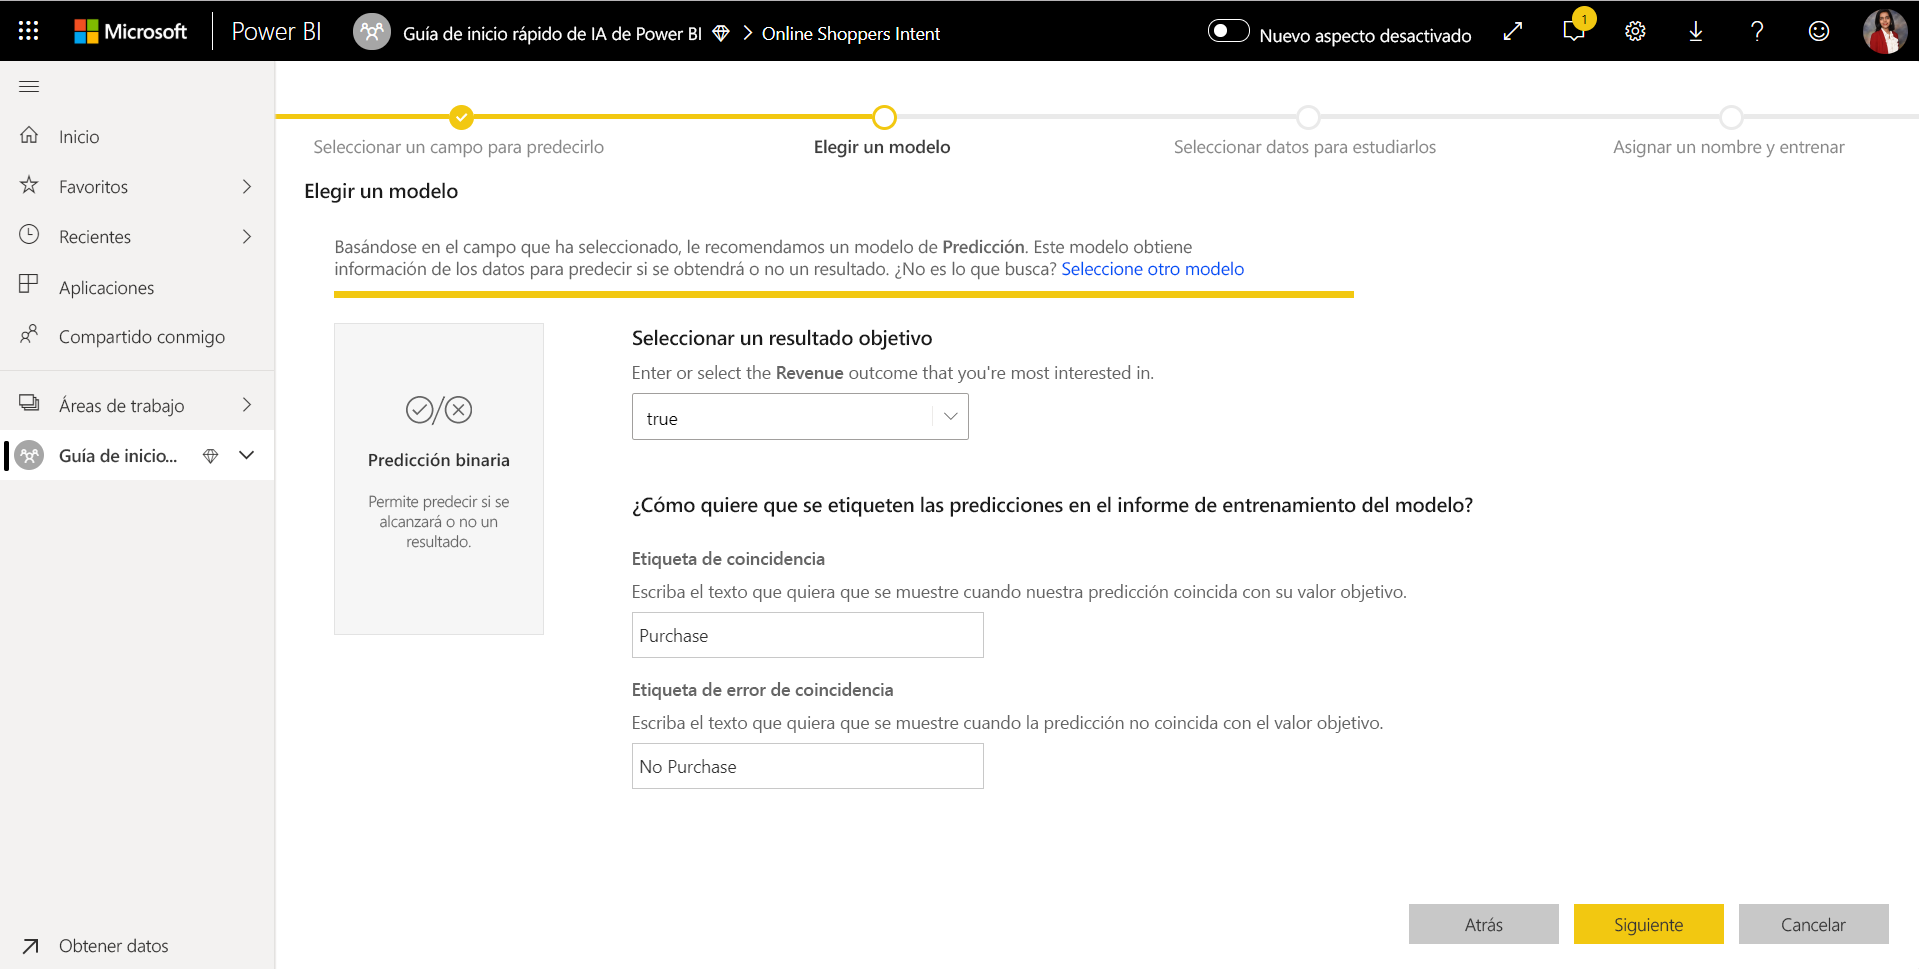 Microsoft Power BI Guía de inicio rápido de IA de Power BI Online Shoppers Intent Nuevo aspecto desactivado 1
Inicio
Favoritos
Recientes
Aplicaciones
Compartido conmigo
Áreas de trabajo
Guía de inicio...
Obtener datos
Seleccionar un campo para predecirlo Elegir un modelo Seleccionar datos para estudiarlos Asignar un nombre y entrenar
Elegir un modelo
Basándose en el campo que ha seleccionado, le recomendamos un modelo de Predicción. Este modelo obtiene
información de los datos para predecir si se obtendrá o no un resultado. ¿No es lo que busca? Seleccione otro modelo
Predicción binaria
Permite predecir si se
alcanzará o no un
resultado.
Seleccionar un resultado objetivo
Enter or select the Revenue outcome that you're most interested in.
true
¿Cómo quiere que se etiqueten las predicciones en el informe de entrenamiento del modelo?
Etiqueta de coincidencia
Escriba el texto que quiera que se muestre cuando nuestra predicción coincida con su valor objetivo.
Purchase
Etiqueta de error de coincidencia
Escriba el texto que quiera que se muestre cuando la predicción no coincida con el valor objetivo.
No Purchase
Atrás Siguiente Cancelar